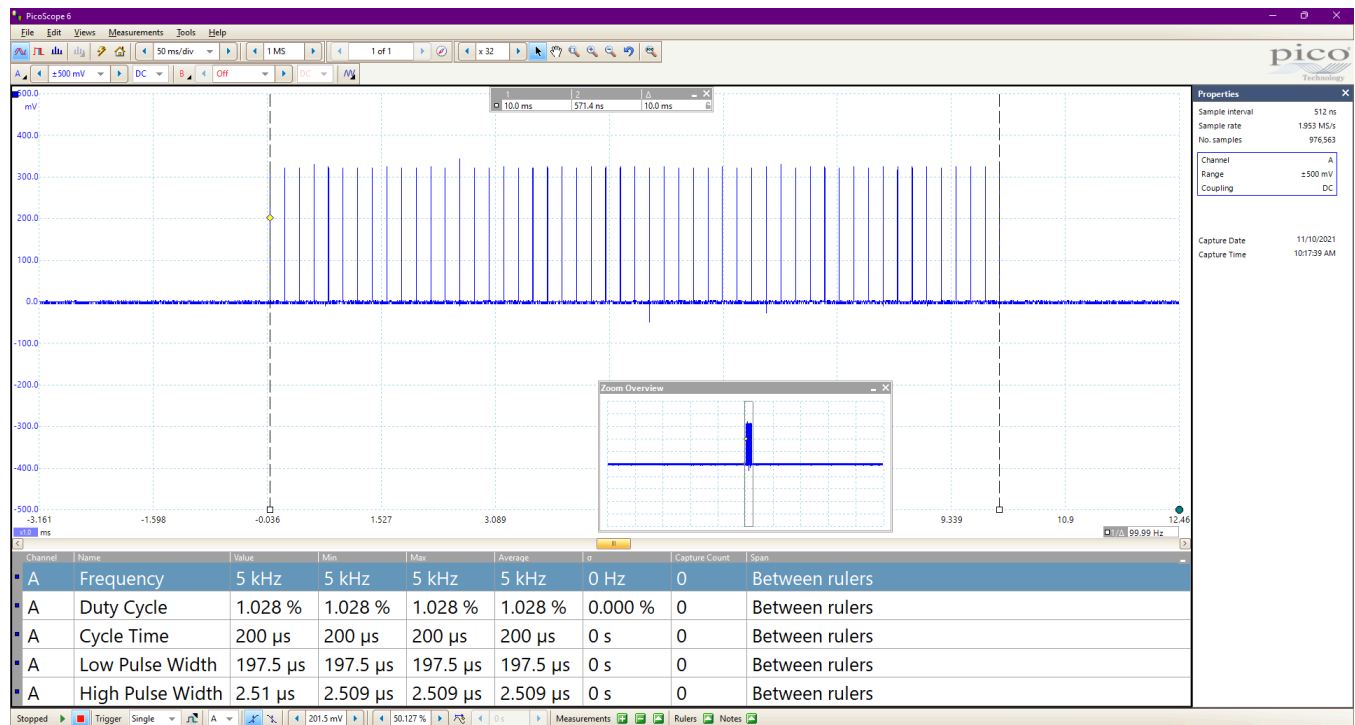 PicoScope 6
File Edit Views Measurements Tools Help
50 ms/div 1 MS 1 of 1 x 32
A ±500 mV DC B Off DC
pico
Technology
500.0
mV
400.0
300.0
200.0
100.0
0.0
-100.0
-200.0
-300.0
-400.0
-500.0
1 2 Δ
10.0 ms 571.4 ns 10.0 ms
Zoom Overview
-3.161 -1.598 -0.036 1.527 3.089 9.339 10.9 12.46
x1.0 ms
1/Δ 99.99 Hz
Properties
Sample interval 512 ns
Sample rate 1.953 MS/s
No. samples 976,563
Channel A
Range ±500 mV
Coupling DC
Capture Date 11/10/2021
Capture Time 10:17:39 AM
Channel Name Value Min Max Average σ Capture Count Span
A Frequency 5 kHz 5 kHz 5 kHz 5 kHz 0 Hz 0 Between rulers
A Duty Cycle 1.028 % 1.028 % 1.028 % 1.028 % 0.000 % 0 Between rulers
A Cycle Time 200 µs 200 µs 200 µs 200 µs 0 s 0 Between rulers
A Low Pulse Width 197.5 µs 197.5 µs 197.5 µs 197.5 µs 0 s 0 Between rulers
A High Pulse Width 2.51 µs 2.509 µs 2.509 µs 2.509 µs 0 s 0 Between rulers
Stopped Trigger Single A 201.5 mV 50.127 % 0 s Measurements Rulers Notes